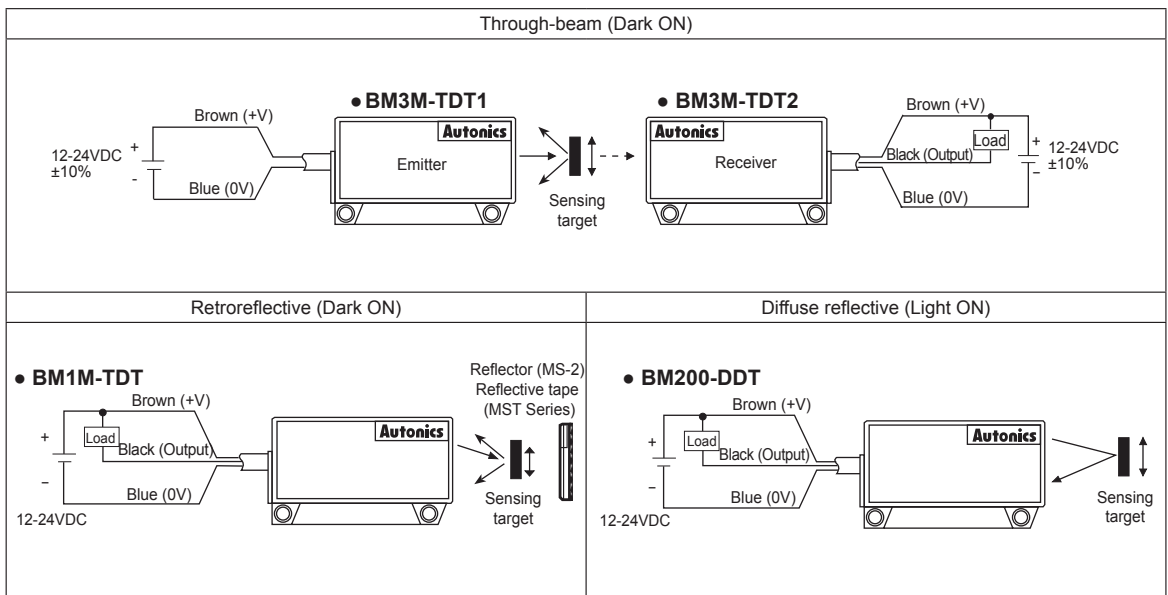 Through-beam (Dark ON)
● BM3M-TDT1
Brown (+V)
Autonics
Emitter
12-24VDC
±10%
+
-
Blue (0V)
Sensing
target
● BM3M-TDT2
Brown (+V)
Autonics
Receiver
Load
Black (Output)
+
12-24VDC
±10%
−
Blue (0V)
Retroreflective (Dark ON)
● BM1M-TDT
Reflector (MS-2)
Reflective tape
(MST Series)
Brown (+V)
Autonics
+
Load
Black (Output)
−
Blue (0V)
12-24VDC
Sensing
target
Diffuse reflective (Light ON)
● BM200-DDT
Brown (+V)
Autonics
+
Load
Black (Output)
−
Blue (0V)
12-24VDC
Sensing
target